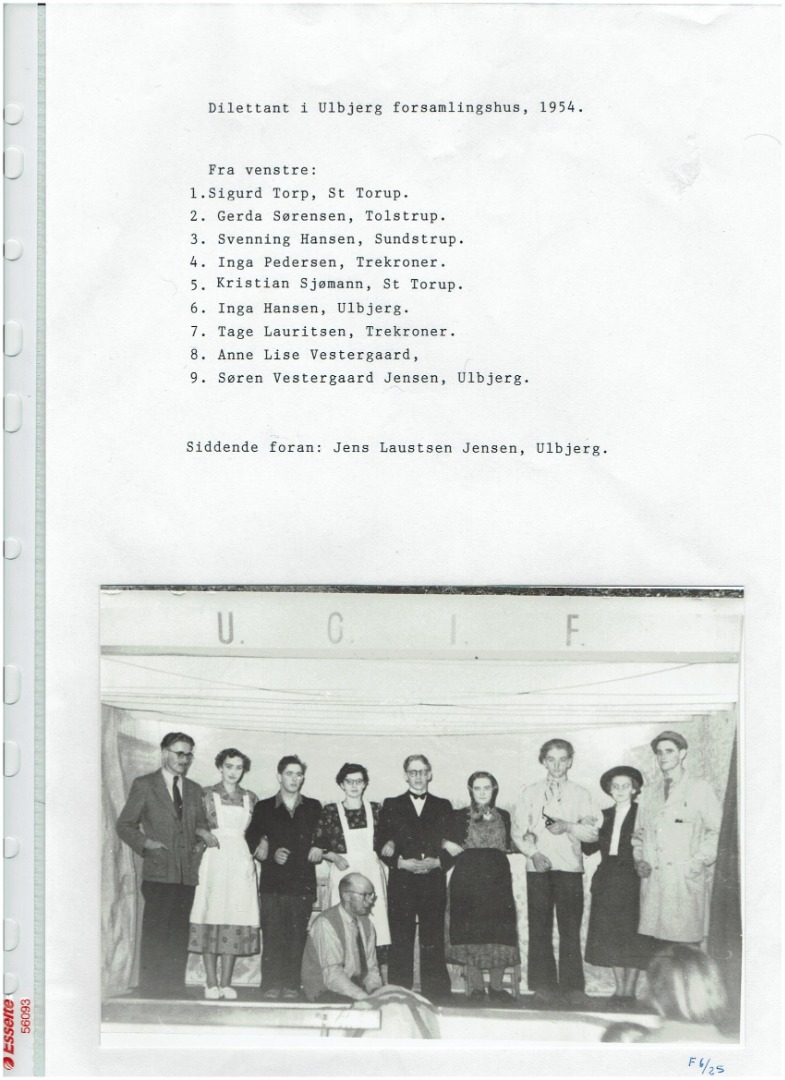 Dilettant i Ulbjerg forsamlingshus, 1954.
Fra venstre:
1.Sigurd Torp, St Torup.
2. Gerda Sørensen, Tolstrup.
3. Svenning Hansen, Sundstrup.
4. Inga Pedersen, Trekroner.
5. Kristian Sjømann, St Torup.
6. Inga Hansen, Ulbjerg.
7. Tage Lauritsen, Trekroner.
8. Anne Lise Vestergaard,
9. Søren Vestergaard Jensen, Ulbjerg.
Siddende foran: Jens Laustsen Jensen, Ulbjerg.
U. G. I. F.
Esselte
56093
F6/25